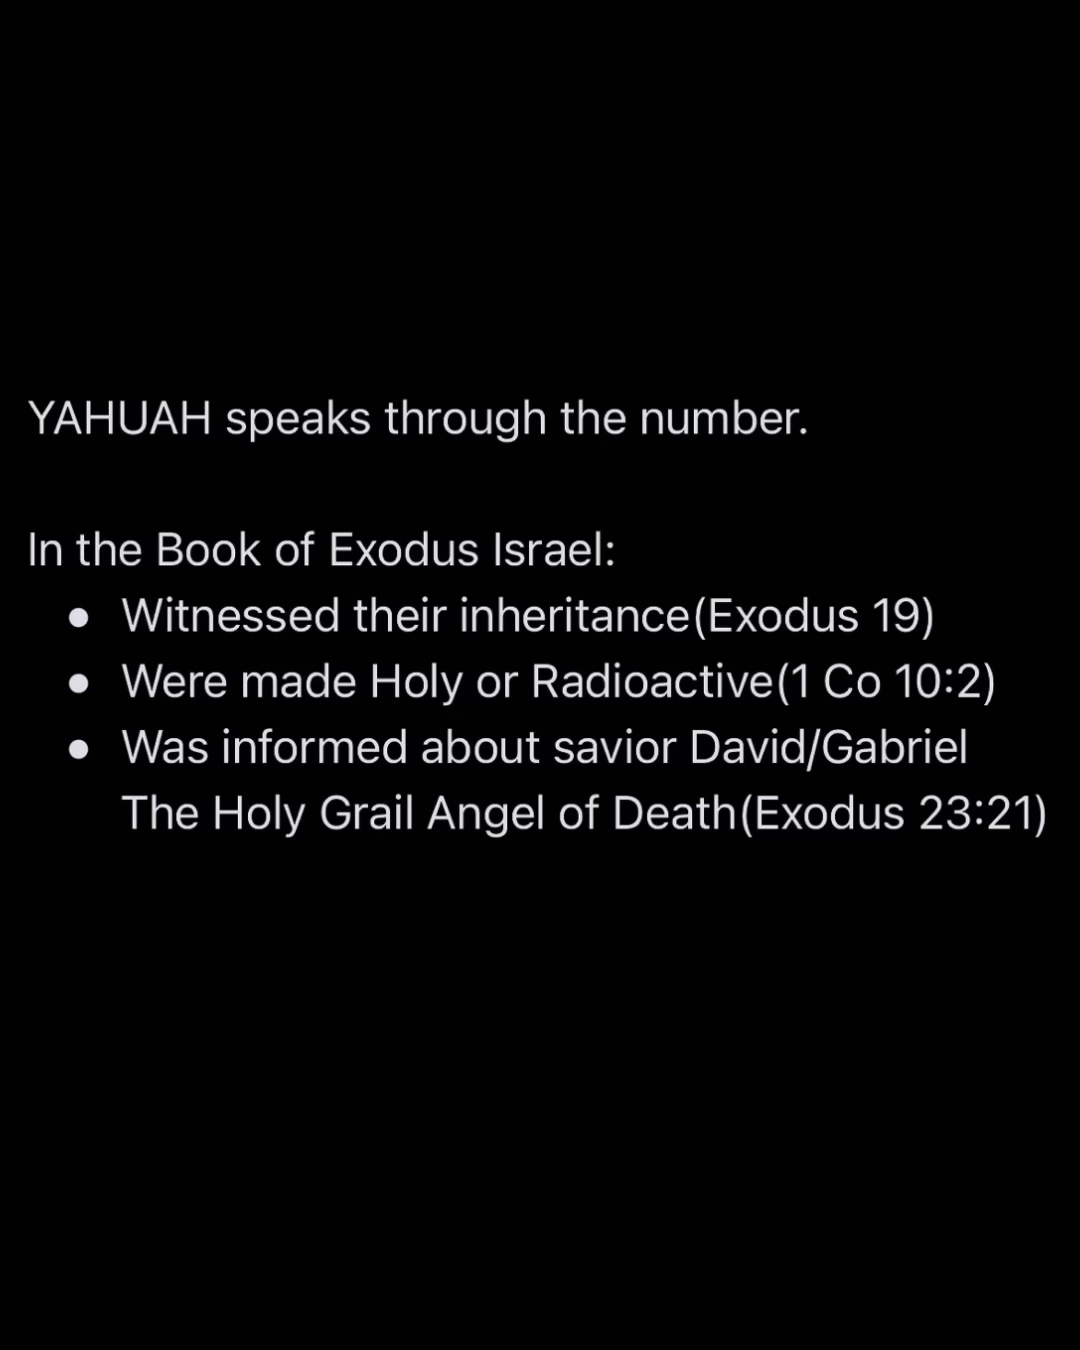 YAHUAH speaks through the number.
In the Book of Exodus Israel:
• Witnessed their inheritance(Exodus 19)
• Were made Holy or Radioactive(1 Co 10:2)
• Was informed about savior David/Gabriel
The Holy Grail Angel of Death(Exodus 23:21)